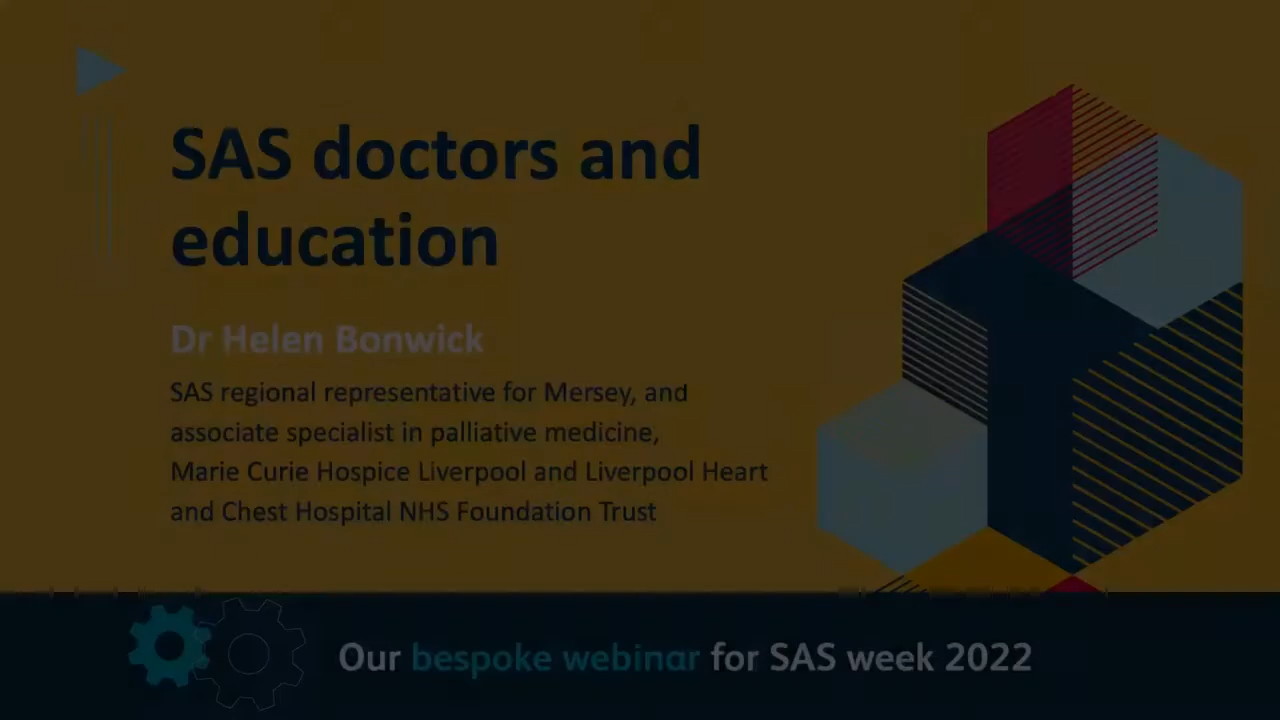 SAS doctors and
education
Dr Helen Bonwick
SAS regional representative for Mersey, and
associate specialist in palliative medicine,
Marie Curie Hospice Liverpool and Liverpool Heart
and Chest Hospital NHS Foundation Trust
Our bespoke webinar for SAS week 2022